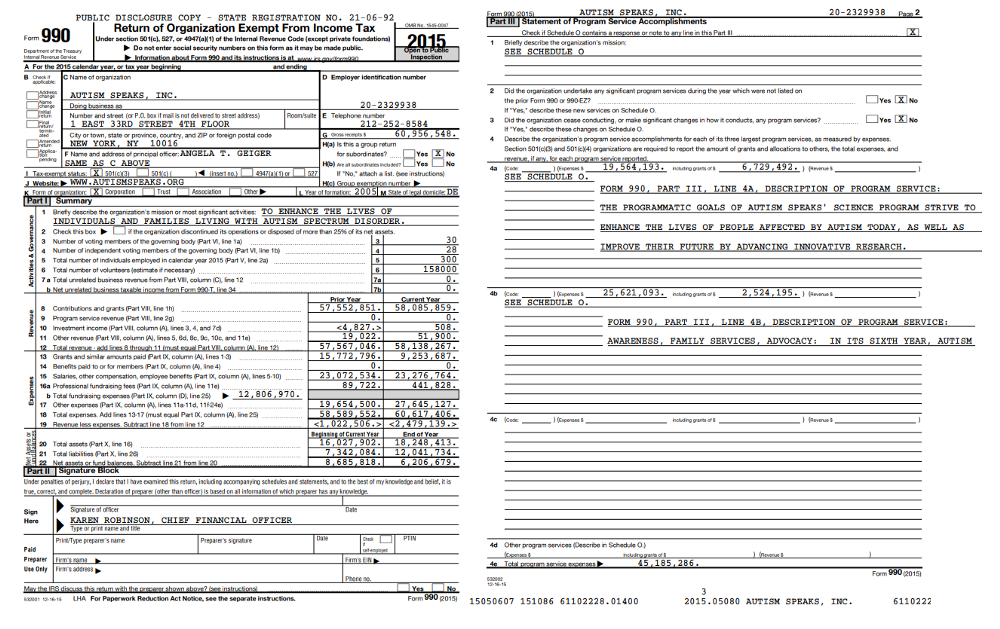 PUBLIC DISCLOSURE COPY - STATE REGISTRATION NO. 21-06-92
Form 990
Return of Organization Exempt From Income Tax
Under section 501(c), 527, or 4947(a)(1) of the Internal Revenue Code (except private foundations)
▶ Do not enter social security numbers on this form as it may be made public.
▶ Information about Form 990 and its instructions is at www.irs.gov/form990.
Department of the Treasury
Internal Revenue Service
OMB No. 1545-0047
2015
Open to Public
Inspection
A For the 2015 calendar year, or tax year beginning and ending
B Check if applicable:
Address change
Name change
Initial return
Final return/terminated
Amended return
Application pending
C Name of organization
AUTISM SPEAKS, INC.
Doing business as
Number and street (or P.O. box if mail is not delivered to street address) Room/suite
1 EAST 33RD STREET 4TH FLOOR
City or town, state or province, country, and ZIP or foreign postal code
NEW YORK, NY 10016
F Name and address of principal officer: ANGELA T. GEIGER
SAME AS C ABOVE
D Employer identification number
20-2329938
E Telephone number
212-252-8584
G Gross receipts $ 60,956,548.
H(a) Is this a group return
for subordinates? Yes X No
H(b) Are all subordinates included? Yes No
If "No," attach a list. (see instructions)
H(c) Group exemption number ▶
I Tax-exempt status: X 501(c)(3) 501(c) ( ) ◀ (insert no.) 4947(a)(1) or 527
J Website: ▶ WWW.AUTISMSPEAKS.ORG
K Form of organization: X Corporation Trust Association Other ▶
L Year of formation: 2005 M State of legal domicile: DE
Part I Summary
Activities & Governance
1 Briefly describe the organization's mission or most significant activities: TO ENHANCE THE LIVES OF
INDIVIDUALS AND FAMILIES LIVING WITH AUTISM SPECTRUM DISORDER.
2 Check this box ▶ if the organization discontinued its operations or disposed of more than 25% of its net assets.
3 Number of voting members of the governing body (Part VI, line 1a) 3 30
4 Number of independent voting members of the governing body (Part VI, line 1b) 4 28
5 Total number of individuals employed in calendar year 2015 (Part V, line 2a) 5 300
6 Total number of volunteers (estimate if necessary) 6 158000
7 a Total unrelated business revenue from Part VIII, column (C), line 12 7a 0.
b Net unrelated business taxable income from Form 990-T, line 34 7b 0.
Prior Year Current Year
Revenue
8 Contributions and grants (Part VIII, line 1h) 57,552,851. 58,085,859.
9 Program service revenue (Part VIII, line 2g) 0. 0.
10 Investment income (Part VIII, column (A), lines 3, 4, and 7d) <4,827.> 508.
11 Other revenue (Part VIII, column (A), lines 5, 6d, 8c, 9c, 10c, and 11e) 19,022. 51,900.
12 Total revenue - add lines 8 through 11 (must equal Part VIII, column (A), line 12) 57,567,046. 58,138,267.
Expenses
13 Grants and similar amounts paid (Part IX, column (A), lines 1-3) 15,772,796. 9,253,687.
14 Benefits paid to or for members (Part IX, column (A), line 4) 0. 0.
15 Salaries, other compensation, employee benefits (Part IX, column (A), lines 5-10) 23,072,534. 23,276,764.
16a Professional fundraising fees (Part IX, column (A), line 11e) 89,722. 441,828.
b Total fundraising expenses (Part IX, column (D), line 25) ▶ 12,806,970.
17 Other expenses (Part IX, column (A), lines 11a-11d, 11f-24e) 19,654,500. 27,645,127.
18 Total expenses. Add lines 13-17 (must equal Part IX, column (A), line 25) 58,589,552. 60,617,406.
19 Revenue less expenses. Subtract line 18 from line 12 <1,022,506.> <2,479,139.>
Net Assets or Fund Balances
Beginning of Current Year End of Year
20 Total assets (Part X, line 16) 16,027,902. 18,248,413.
21 Total liabilities (Part X, line 26) 7,342,084. 12,041,734.
22 Net assets or fund balances. Subtract line 21 from line 20 8,685,818. 6,206,679.
Part II Signature Block
Under penalties of perjury, I declare that I have examined this return, including accompanying schedules and statements, and to the best of my knowledge and belief, it is
true, correct, and complete. Declaration of preparer (other than officer) is based on all information of which preparer has any knowledge.
Sign
Here
Signature of officer Date
KAREN ROBINSON, CHIEF FINANCIAL OFFICER
Type or print name and title
Paid
Preparer
Use Only
Print/Type preparer's name Preparer's signature Date Check if self-employed PTIN
Firm's name ▶ Firm's EIN ▶
Firm's address ▶
Phone no.
May the IRS discuss this return with the preparer shown above? (see instructions) Yes No
532001 12-16-15 LHA For Paperwork Reduction Act Notice, see the separate instructions. Form 990 (2015)
Form 990 (2015) AUTISM SPEAKS, INC. 20-2329938 Page 2
Part III Statement of Program Service Accomplishments
Check if Schedule O contains a response or note to any line in this Part III X
1 Briefly describe the organization's mission:
SEE SCHEDULE O
2 Did the organization undertake any significant program services during the year which were not listed on
the prior Form 990 or 990-EZ? Yes X No
If "Yes," describe these new services on Schedule O.
3 Did the organization cease conducting, or make significant changes in how it conducts, any program services? Yes X No
If "Yes," describe these changes on Schedule O.
4 Describe the organization's program service accomplishments for each of its three largest program services, as measured by expenses.
Section 501(c)(3) and 501(c)(4) organizations are required to report the amount of grants and allocations to others, the total expenses, and
revenue, if any, for each program service reported.
4a (Code: ) (Expenses $ 19,564,193. including grants of $ 6,729,492. ) (Revenue $ )
SEE SCHEDULE O.
FORM 990, PART III, LINE 4A, DESCRIPTION OF PROGRAM SERVICE:
THE PROGRAMMATIC GOALS OF AUTISM SPEAKS' SCIENCE PROGRAM STRIVE TO
ENHANCE THE LIVES OF PEOPLE AFFECTED BY AUTISM TODAY, AS WELL AS
IMPROVE THEIR FUTURE BY ADVANCING INNOVATIVE RESEARCH.
4b (Code: ) (Expenses $ 25,621,093. including grants of $ 2,524,195. ) (Revenue $ )
SEE SCHEDULE O.
FORM 990, PART III, LINE 4B, DESCRIPTION OF PROGRAM SERVICE:
AWARENESS, FAMILY SERVICES, ADVOCACY: IN ITS SIXTH YEAR, AUTISM
4c (Code: ) (Expenses $ including grants of $ ) (Revenue $ )
4d Other program services (Describe in Schedule O.)
(Expenses $ including grants of $ ) (Revenue $ )
4e Total program service expenses ▶ 45,185,286.
Form 990 (2015)
532002
12-16-15
3
15050607 151086 61102228.01400 2015.05080 AUTISM SPEAKS, INC. 6110222